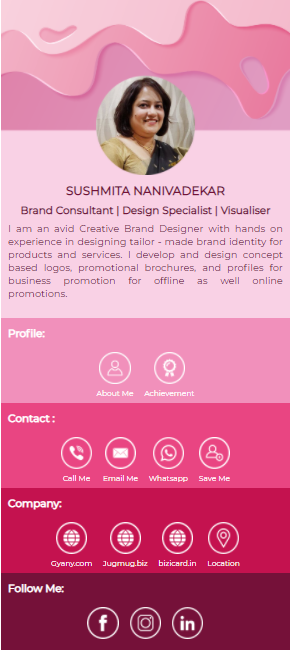 SUSHMITA NANIVADEKAR
Brand Consultant | Design Specialist | Visualiser
I am an avid Creative Brand Designer with hands on
experience in designing tailor - made brand identity for
products and services. I develop and design concept
based logos, promotional brochures, and profiles for
business promotion for offline as well online
promotions.
Profile:
About Me Achievement
Contact :
Call Me Email Me Whatsapp Save Me
Company:
Gyany.com Jugmug.biz bizicard.in Location
Follow Me: